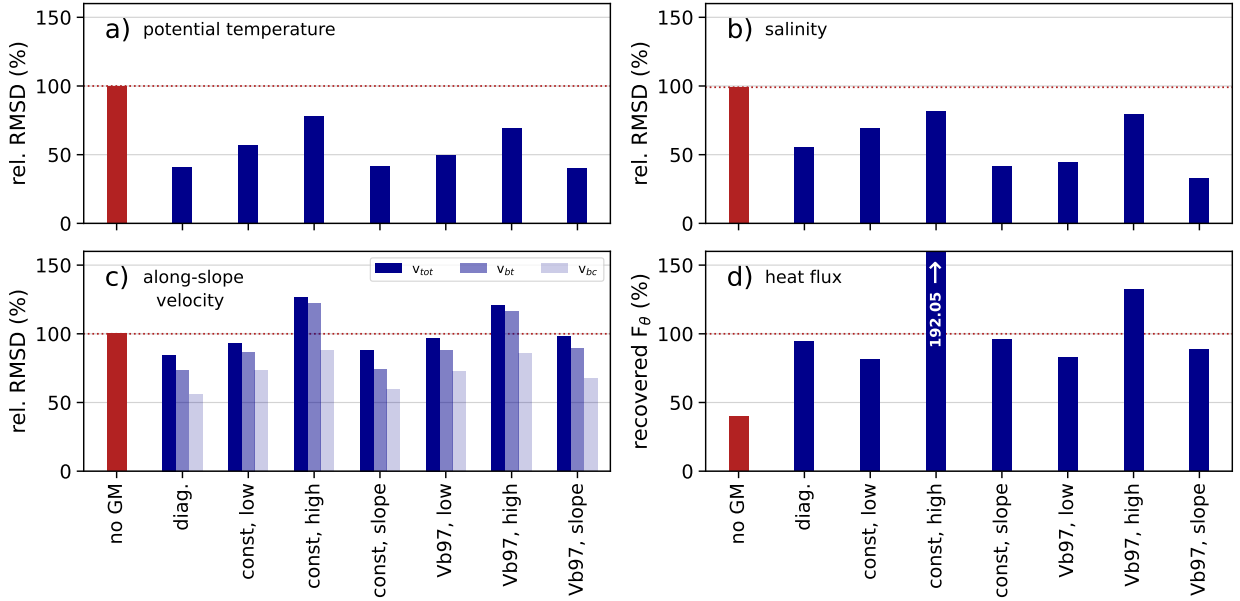 a) potential temperature
rel. RMSD (%)
150
100
50
0
b) salinity
rel. RMSD (%)
150
100
50
0
c) along-slope
velocity
v_tot v_bt v_bc
rel. RMSD (%)
150
100
50
0
no GM
diag.
const, low
const, high
const, slope
Vb97, low
Vb97, high
Vb97, slope
d) heat flux
192.05 →
recovered F_θ (%)
150
100
50
0
no GM
diag.
const, low
const, high
const, slope
Vb97, low
Vb97, high
Vb97, slope